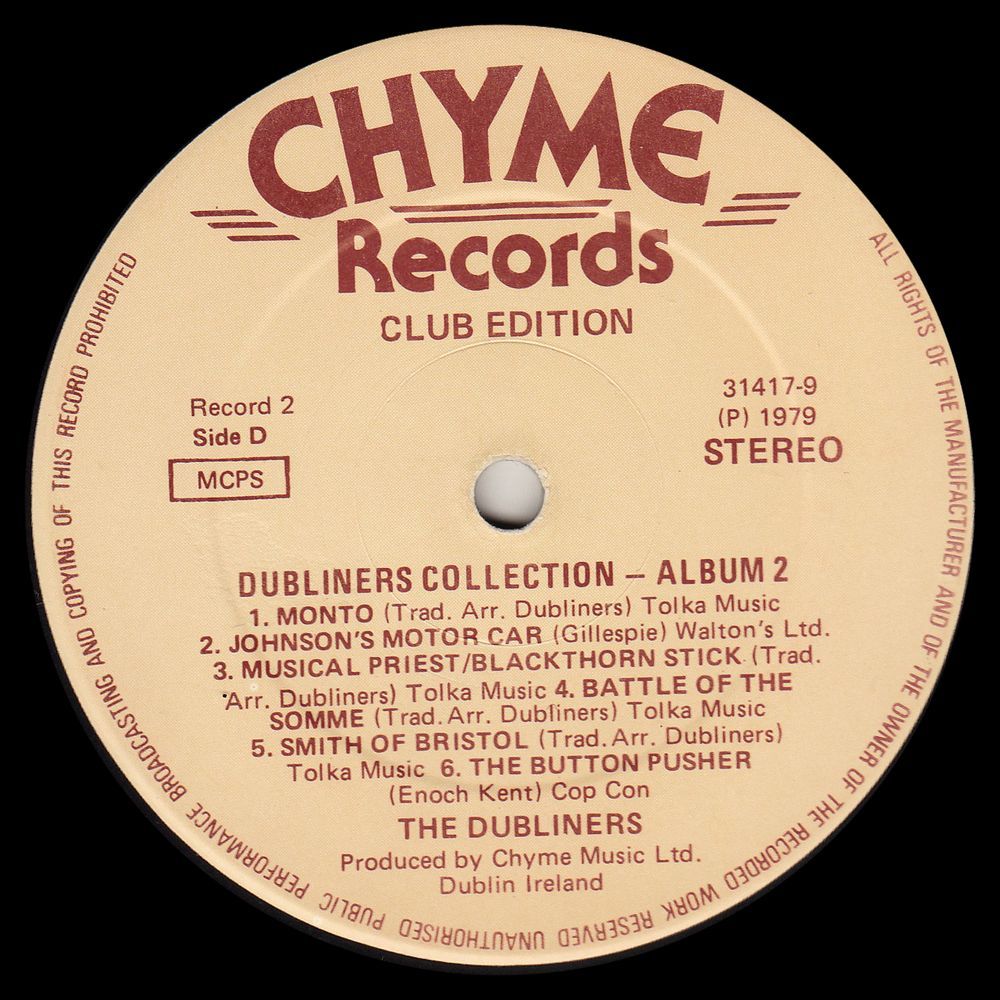 CHYME
Records
CLUB EDITION
Record 2
Side D
MCPS
31417-9
(P) 1979
STEREO
DUBLINERS COLLECTION – ALBUM 2
1. MONTO (Trad. Arr. Dubliners) Tolka Music
2. JOHNSON'S MOTOR CAR (Gillespie) Walton's Ltd.
3. MUSICAL PRIEST/BLACKTHORN STICK (Trad.
Arr. Dubliners) Tolka Music 4. BATTLE OF THE
SOMME (Trad. Arr. Dubliners) Tolka Music
5. SMITH OF BRISTOL (Trad. Arr. Dubliners)
Tolka Music 6. THE BUTTON PUSHER
(Enoch Kent) Cop Con
THE DUBLINERS
Produced by Chyme Music Ltd.
Dublin Ireland
ALL RIGHTS OF THE MANUFACTURER AND OF THE OWNER OF THE RECORDED WORK RESERVED UNAUTHORISED PUBLIC PERFORMANCE BROADCASTING AND COPYING OF THIS RECORD PROHIBITED